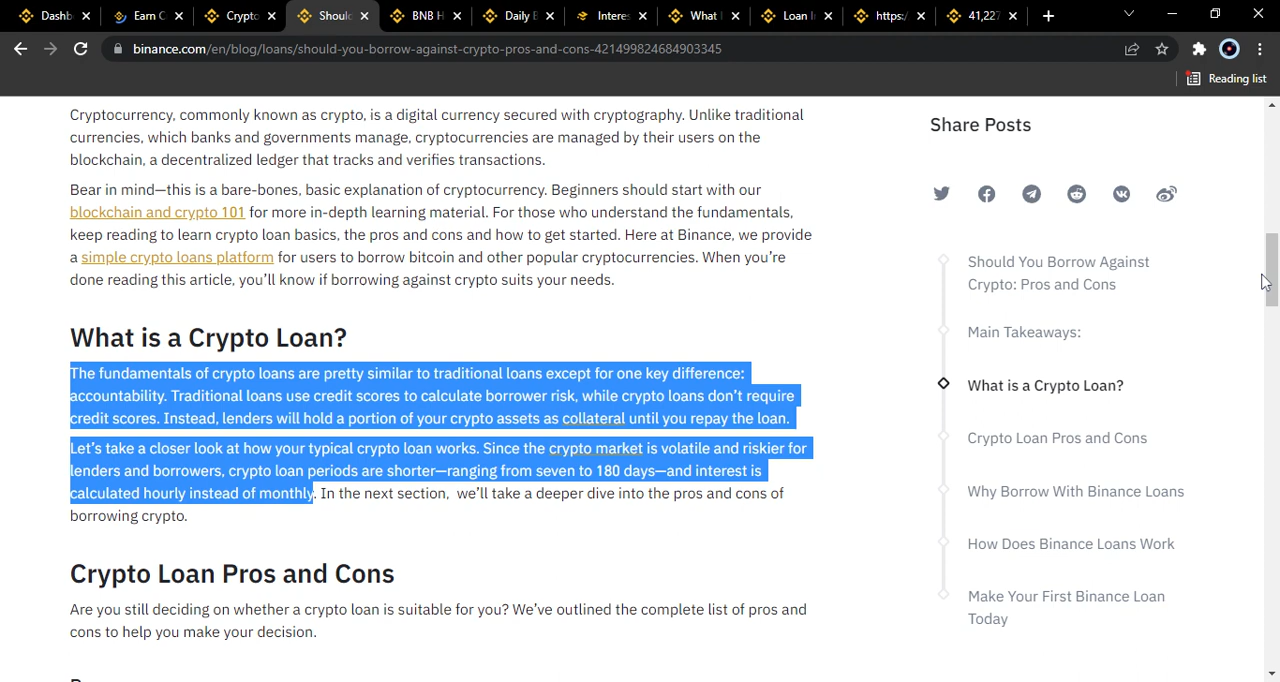 Dashb
Earn C
Crypto
Shoul
BNB H
Daily B
Interes
What I
Loan I
https:/
41,227
binance.com/en/blog/loans/should-you-borrow-against-crypto-pros-and-cons-421499824684903345
Reading list
Cryptocurrency, commonly known as crypto, is a digital currency secured with cryptography. Unlike traditional
currencies, which banks and governments manage, cryptocurrencies are managed by their users on the
blockchain, a decentralized ledger that tracks and verifies transactions.
Bear in mind—this is a bare-bones, basic explanation of cryptocurrency. Beginners should start with our
blockchain and crypto 101 for more in-depth learning material. For those who understand the fundamentals,
keep reading to learn crypto loan basics, the pros and cons and how to get started. Here at Binance, we provide
a simple crypto loans platform for users to borrow bitcoin and other popular cryptocurrencies. When you're
done reading this article, you'll know if borrowing against crypto suits your needs.
What is a Crypto Loan?
The fundamentals of crypto loans are pretty similar to traditional loans except for one key difference:
accountability. Traditional loans use credit scores to calculate borrower risk, while crypto loans don't require
credit scores. Instead, lenders will hold a portion of your crypto assets as collateral until you repay the loan.
Let's take a closer look at how your typical crypto loan works. Since the crypto market is volatile and riskier for
lenders and borrowers, crypto loan periods are shorter—ranging from seven to 180 days—and interest is
calculated hourly instead of monthly. In the next section, we'll take a deeper dive into the pros and cons of
borrowing crypto.
Crypto Loan Pros and Cons
Are you still deciding on whether a crypto loan is suitable for you? We've outlined the complete list of pros and
cons to help you make your decision.
Share Posts
Should You Borrow Against
Crypto: Pros and Cons
Main Takeaways:
What is a Crypto Loan?
Crypto Loan Pros and Cons
Why Borrow With Binance Loans
How Does Binance Loans Work
Make Your First Binance Loan
Today